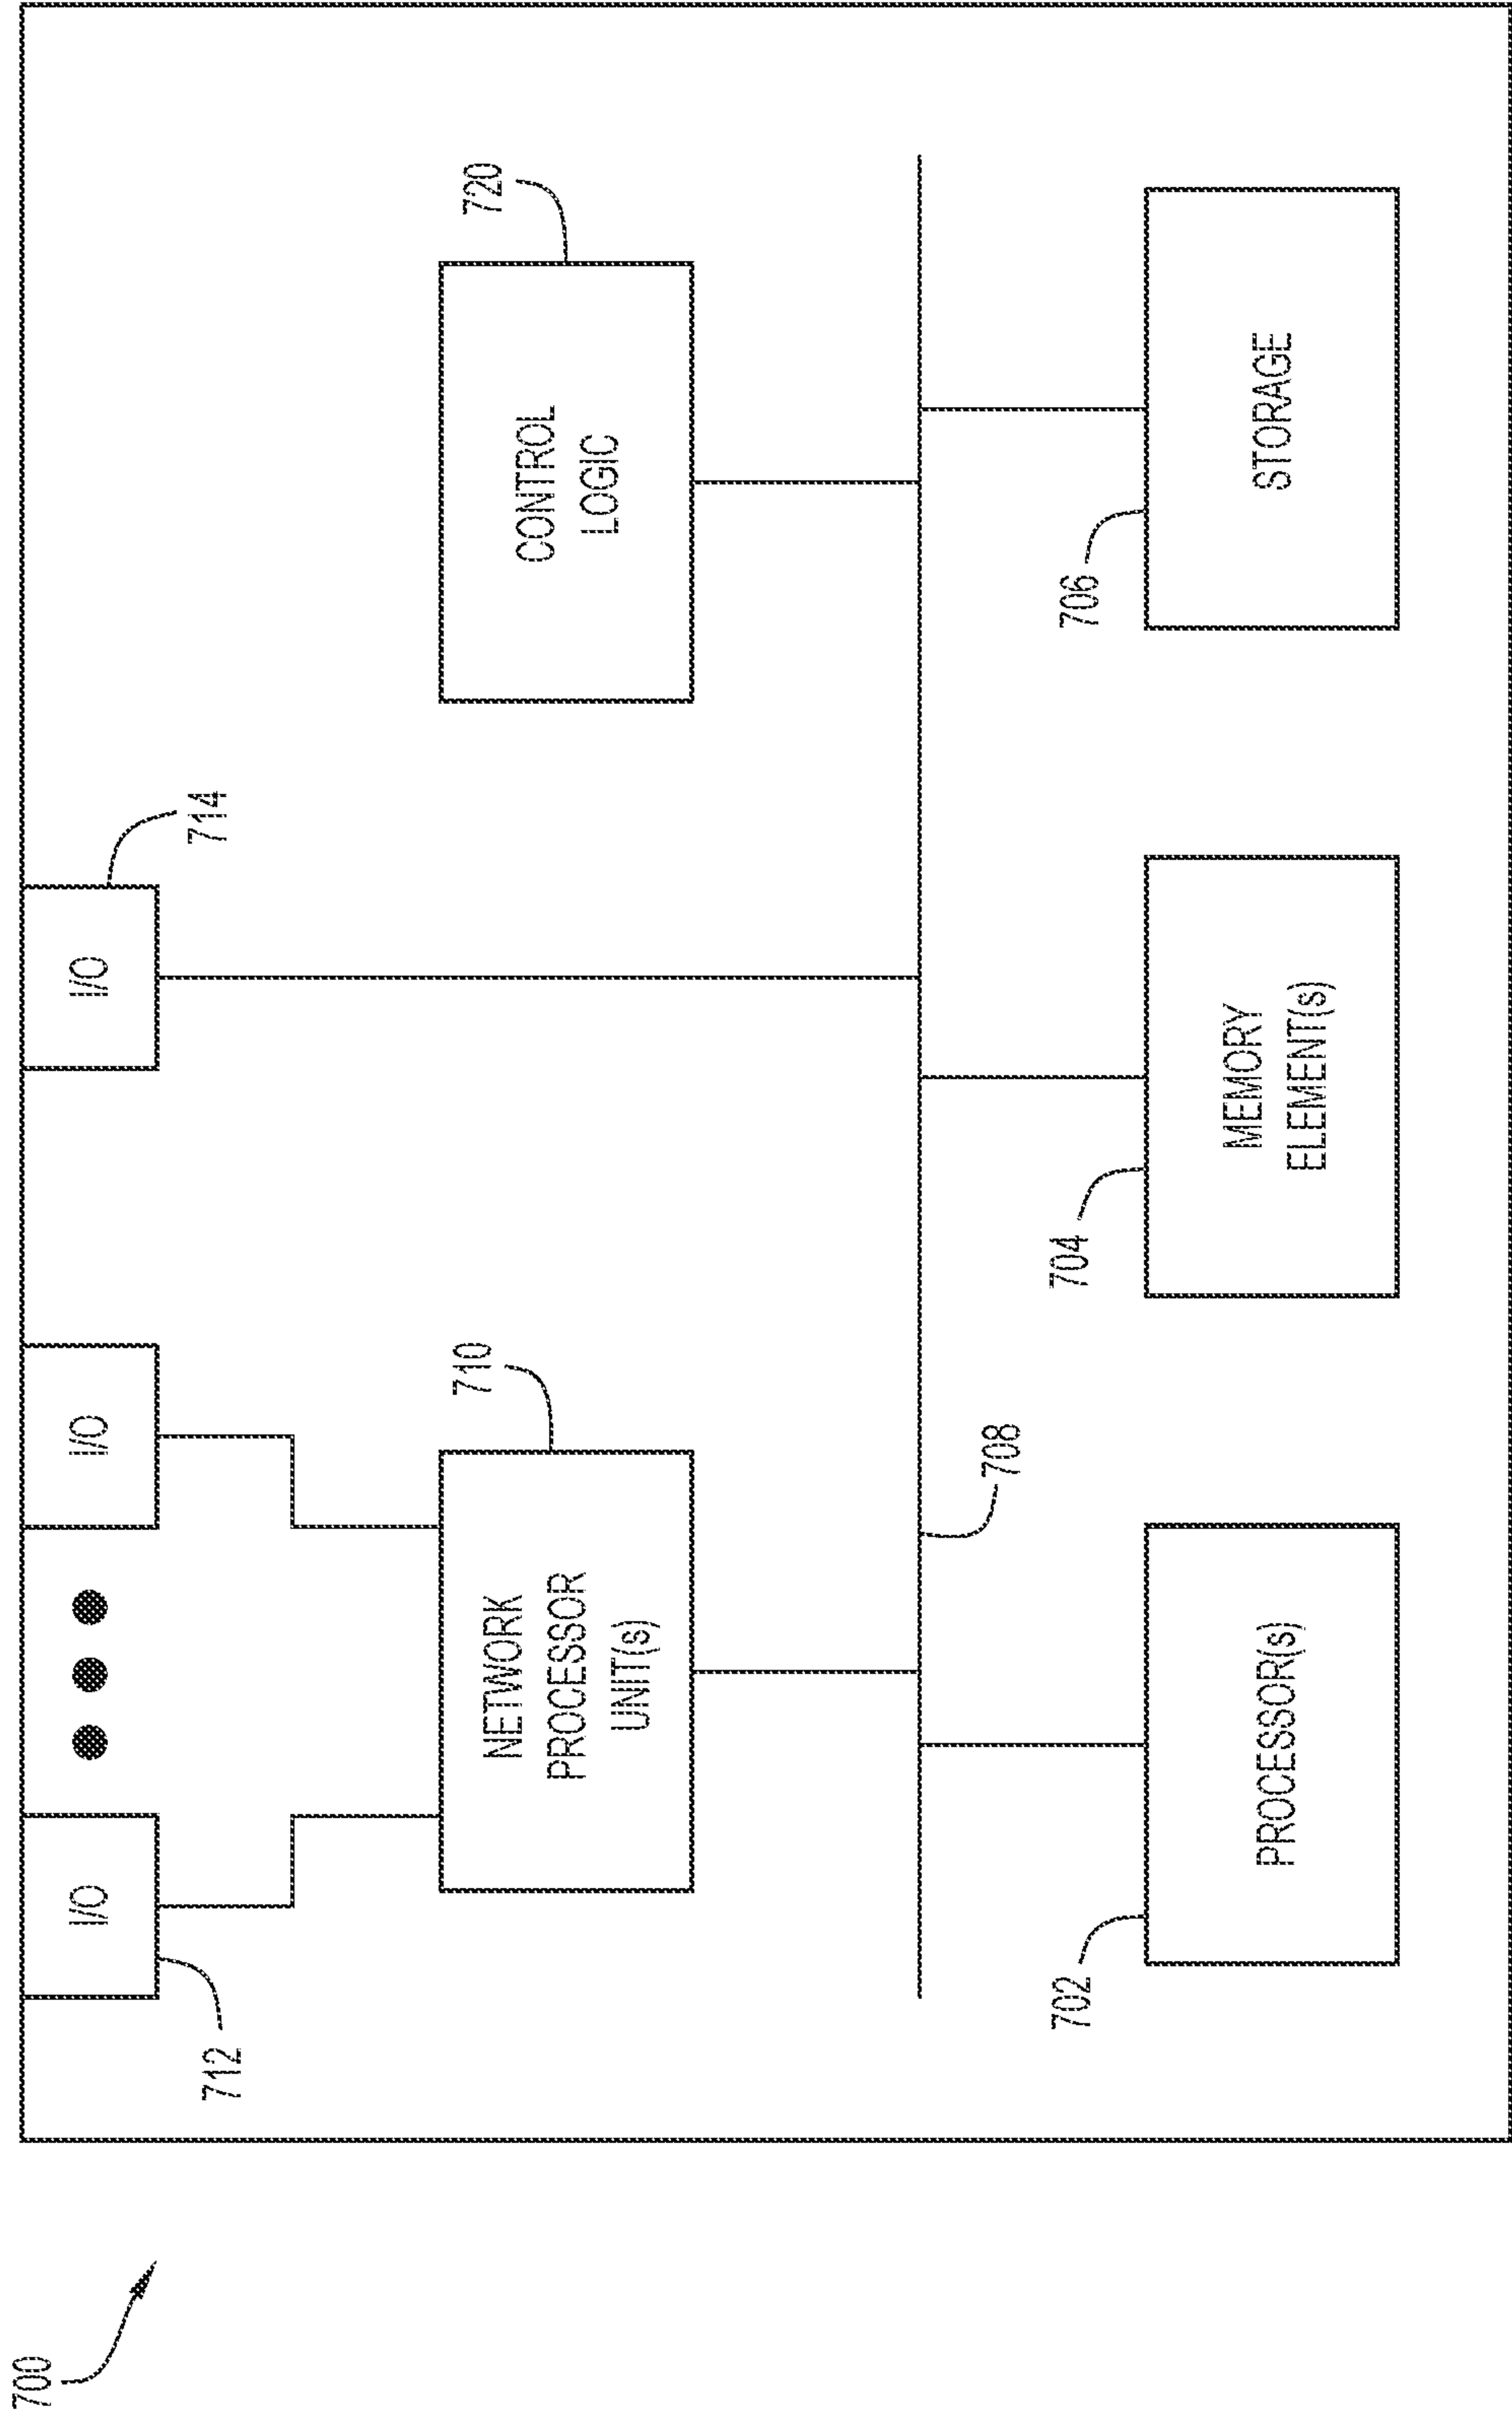 700
712
I/O
I/O
I/O
714
710
NETWORK
PROCESSOR
UNIT(s)
720
CONTROL
LOGIC
708
702
PROCESSOR(s)
704
MEMORY
ELEMENT(s)
706
STORAGE